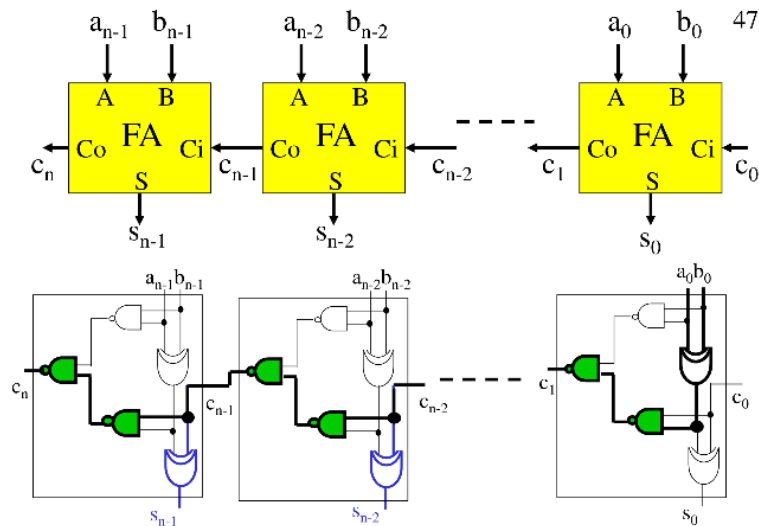 a_{n-1} b_{n-1} a_{n-2} b_{n-2} a_0 b_0 47
A B A B A B
FA FA FA
c_n Co Ci c_{n-1} Co Ci c_{n-2} c_1 Co Ci c_0
S S S
s_{n-1} s_{n-2} s_0
a_{n-1} b_{n-1} a_{n-2} b_{n-2} a_0 b_0
c_n c_{n-1} c_{n-2} c_1 c_0
s_{n-1} s_{n-2} s_0